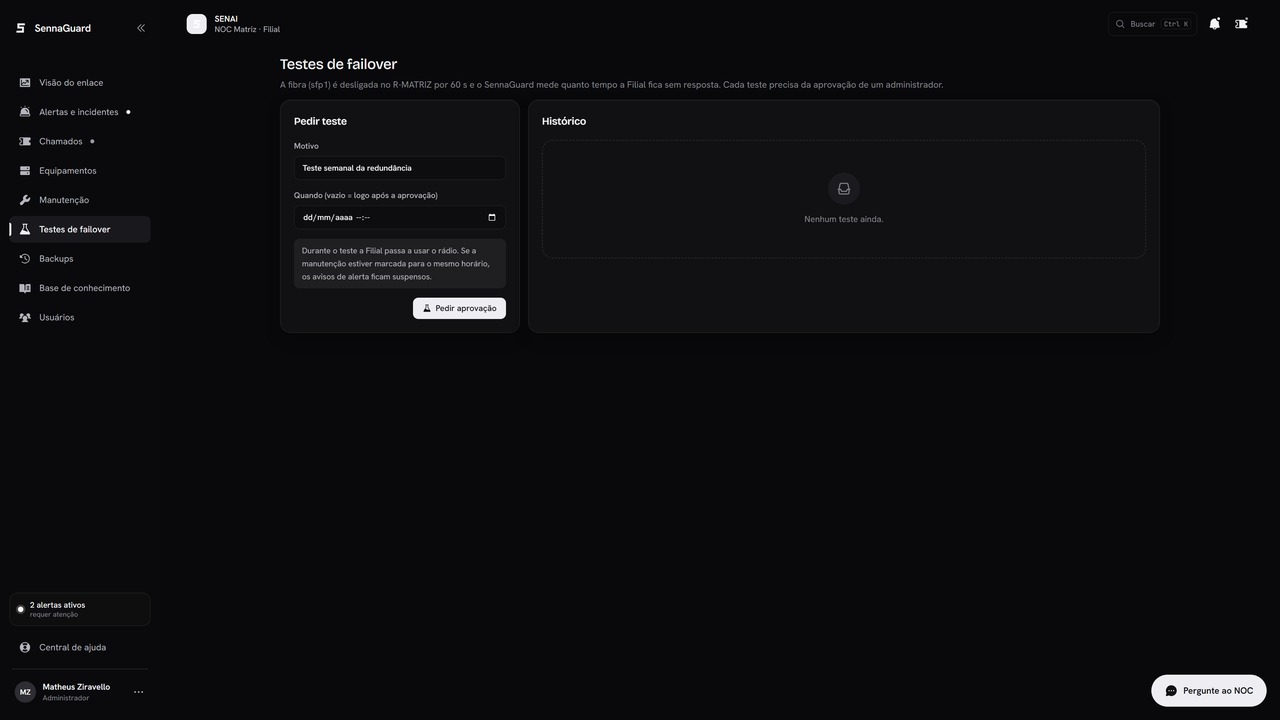 SennaGuard
SENAI
NOC Matriz · Filial
Buscar
Ctrl K
Visão do enlace
Alertas e incidentes
Chamados
Equipamentos
Manutenção
Testes de failover
Backups
Base de conhecimento
Usuários
2 alertas ativos
requer atenção
Central de ajuda
MZ
Matheus Ziravello
Administrador
Testes de failover
A fibra (sfp1) é desligada no R-MATRIZ por 60 s e o SennaGuard mede quanto tempo a Filial fica sem resposta. Cada teste precisa da aprovação de um administrador.
Pedir teste
Motivo
Teste semanal da redundância
Quando (vazio = logo após a aprovação)
dd/mm/aaaa --:--
Durante o teste a Filial passa a usar o rádio. Se a
manutenção estiver marcada para o mesmo horário,
os avisos de alerta ficam suspensos.
Pedir aprovação
Histórico
Nenhum teste ainda.
Pergunte ao NOC